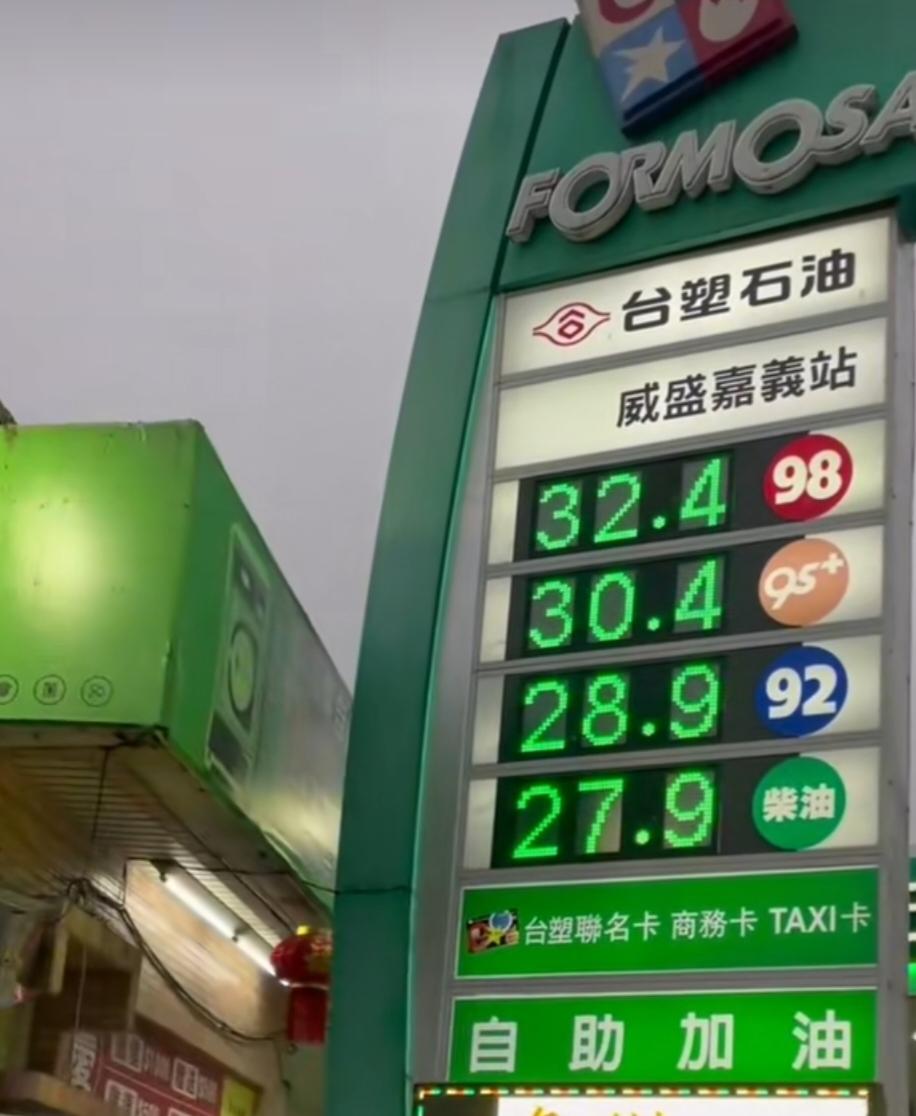 FORMOSA
台塑石油
威盛嘉義站
32.4 98
30.4 95+
28.9 92
27.9 柴油
台塑聯名卡 商務卡 TAXI卡
自助加油